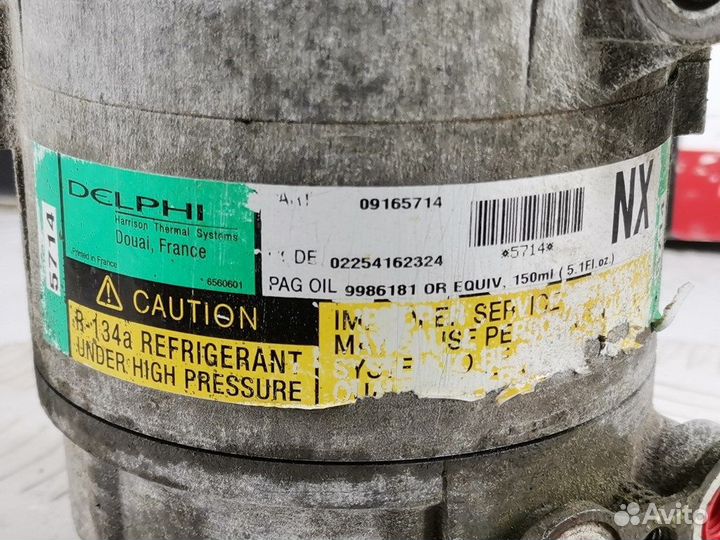 5714
DELPHI
Harrison Thermal Systems
Douai, France
Printed in France
6560601
09165714
NX
*5714*
DE 02254162324
PAG OIL 9986181 OR EQUIV, 150ml ( 5.1Fl oz.)
CAUTION
R-134a REFRIGERANT
UNDER HIGH PRESSURE
Avito